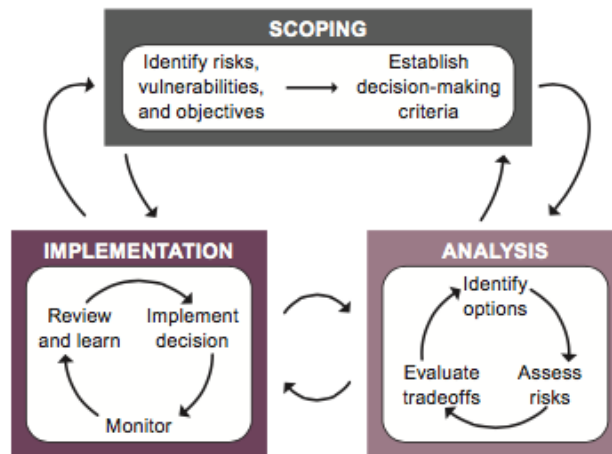 SCOPING
Identify risks,
vulnerabilities,
and objectives
Establish
decision-making
criteria
IMPLEMENTATION
Review
and learn
Implement
decision
Monitor
ANALYSIS
Identify
options
Evaluate
tradeoffs
Assess
risks